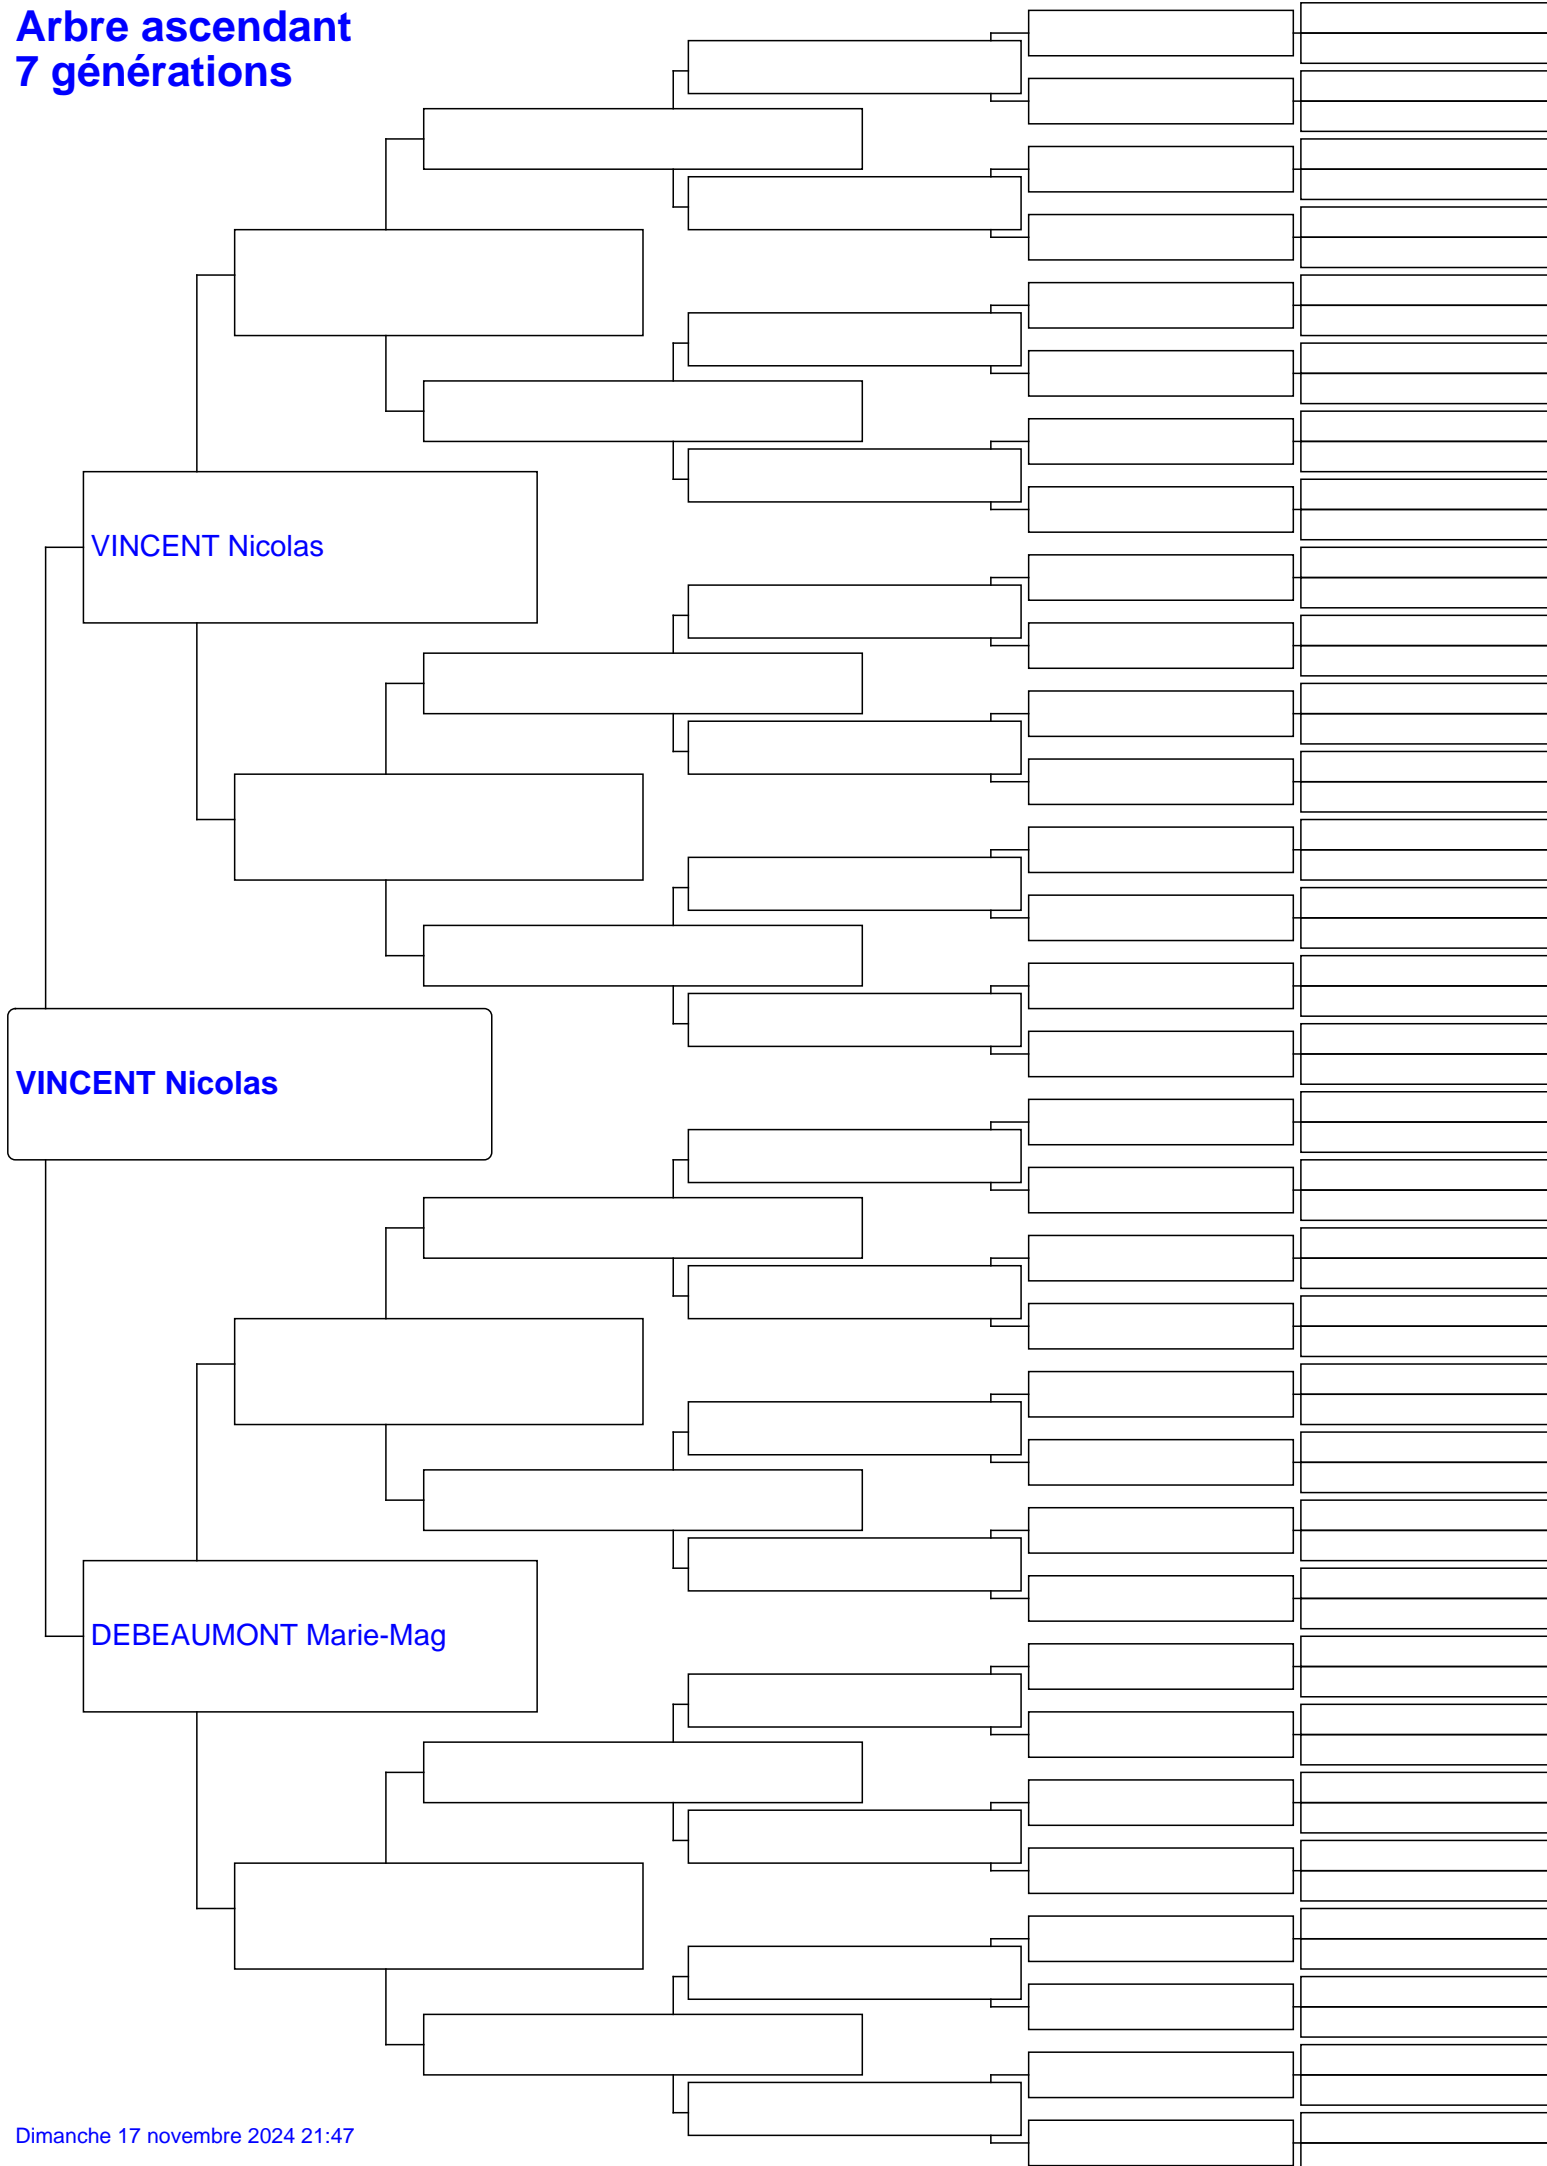 Arbre ascendant
7 générations
VINCENT Nicolas
VINCENT Nicolas
DEBEAUMONT Marie-Mag
Dimanche 17 novembre 2024 21:47